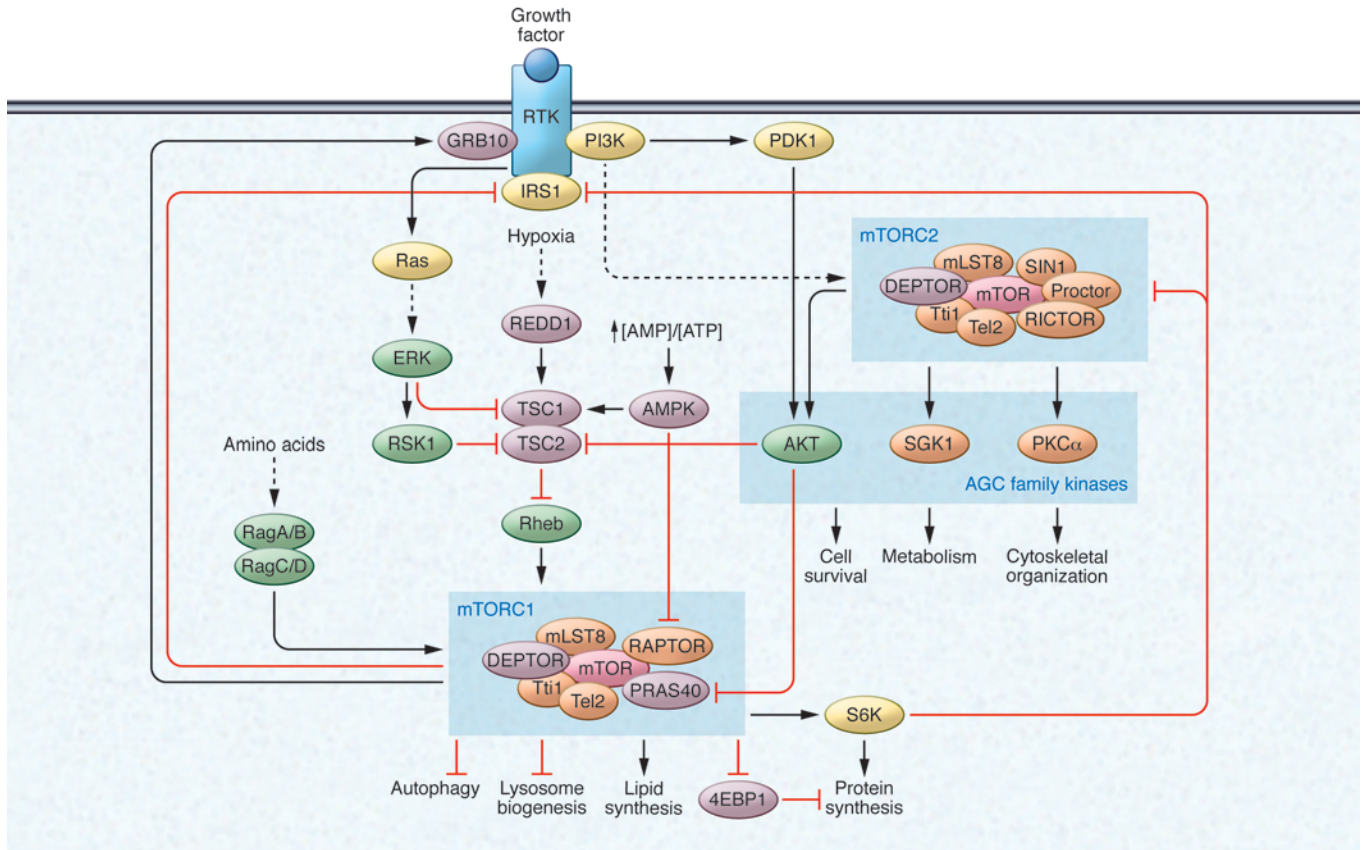 Growth
factor
RTK
GRB10
PI3K
PDK1
IRS1
Hypoxia
mTORC2
Ras
mLST8
SIN1
DEPTOR
mTOR
Proctor
Tti1
Tel2
RICTOR
REDD1
[AMP]/[ATP]
ERK
TSC1
AMPK
RSK1
TSC2
AKT
SGK1
PKCα
Amino acids
AGC family kinases
RagA/B
Rheb
RagC/D
Cell
survival
Metabolism
Cytoskeletal
organization
mTORC1
mLST8
RAPTOR
DEPTOR
mTOR
Tti1
Tel2
PRAS40
S6K
Autophagy
Lysosome
biogenesis
Lipid
synthesis
4EBP1
Protein
synthesis